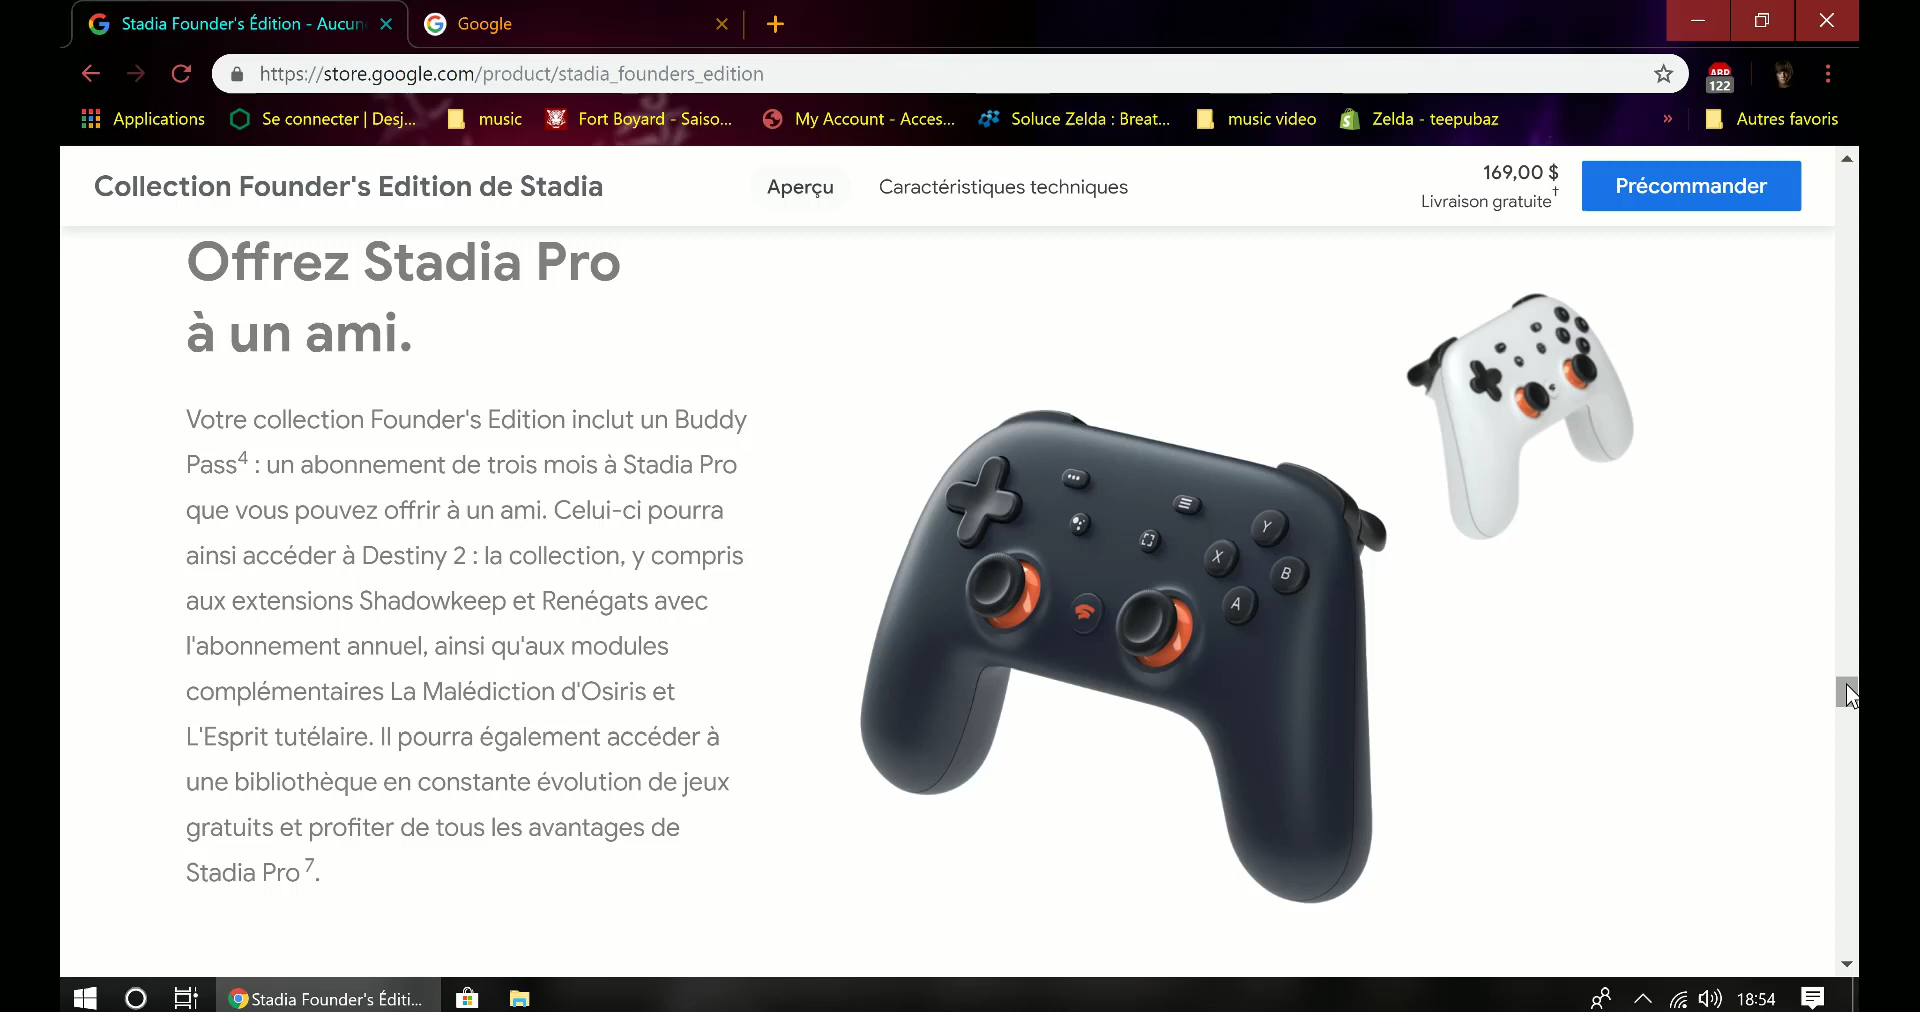 Stadia Founder's Édition - Aucun
Google
https://store.google.com/product/stadia_founders_edition
ABP
122
Applications
Se connecter | Desj...
music
Fort Boyard - Saiso...
My Account - Acces...
Soluce Zelda : Breat...
music video
Zelda - teepubaz
»
Autres favoris
Collection Founder's Edition de Stadia
Aperçu
Caractéristiques techniques
169,00 $
Livraison gratuite†
Précommander
Offrez Stadia Pro
à un ami.
Votre collection Founder's Edition inclut un Buddy
Pass⁴ : un abonnement de trois mois à Stadia Pro
que vous pouvez offrir à un ami. Celui-ci pourra
ainsi accéder à Destiny 2 : la collection, y compris
aux extensions Shadowkeep et Renégats avec
l'abonnement annuel, ainsi qu'aux modules
complémentaires La Malédiction d'Osiris et
L'Esprit tutélaire. Il pourra également accéder à
une bibliothèque en constante évolution de jeux
gratuits et profiter de tous les avantages de
Stadia Pro ⁷.
Y
X
B
A
Stadia Founder's Éditi...
18:54